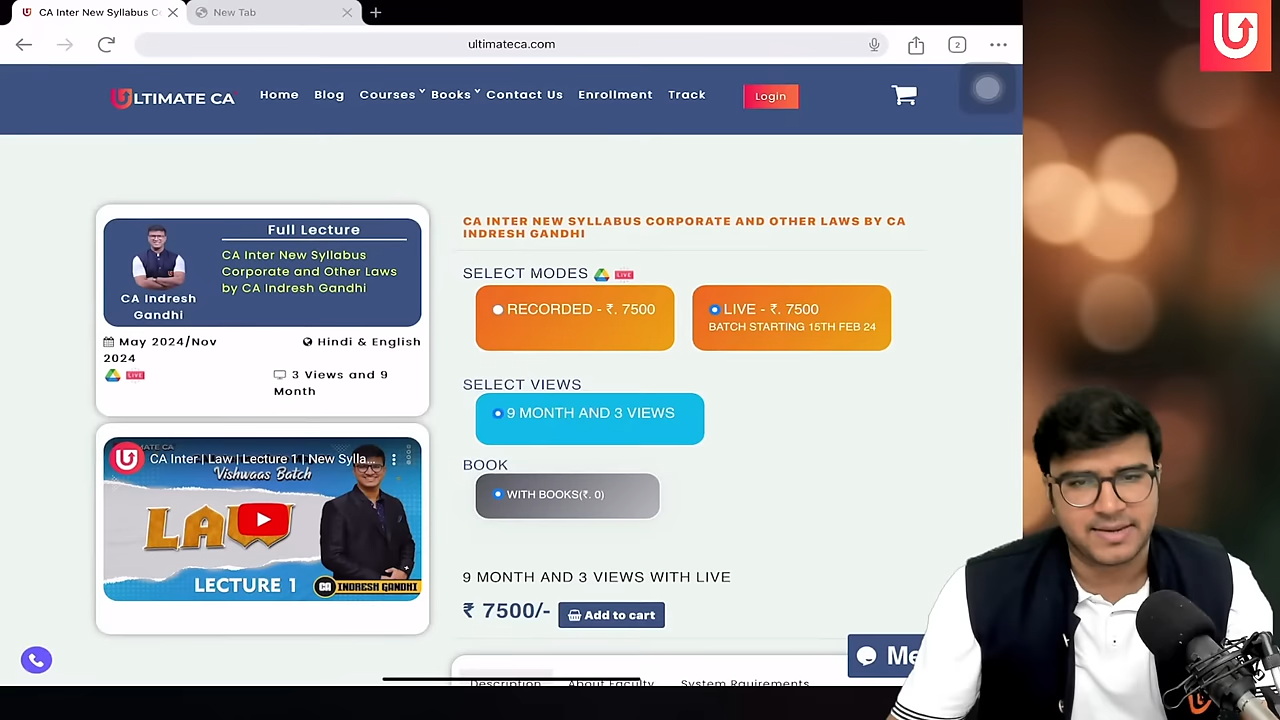 CA Inter New Syllabus C
New Tab
ultimateca.com
2
ULTIMATE CA
Home
Blog
Courses
Books
Contact Us
Enrollment
Track
Login
Full Lecture
CA Inter New Syllabus
Corporate and Other Laws
by CA Indresh Gandhi
CA Indresh
Gandhi
May 2024/Nov
2024
Hindi & English
LIVE
3 Views and 9
Month
ULTIMATE CA
CA Inter | Law | Lecture 1 | New Sylla...
Vishwaas Batch
LAW
LECTURE 1
CA INDRESH GANDHI
CA INTER NEW SYLLABUS CORPORATE AND OTHER LAWS BY CA
INDRESH GANDHI
SELECT MODES LIVE
RECORDED - ₹. 7500
LIVE - ₹. 7500
BATCH STARTING 15TH FEB 24
SELECT VIEWS
9 MONTH AND 3 VIEWS
BOOK
WITH BOOKS(₹. 0)
9 MONTH AND 3 VIEWS WITH LIVE
₹ 7500/- Add to cart
Me
Description
About Faculty
System Rquirements